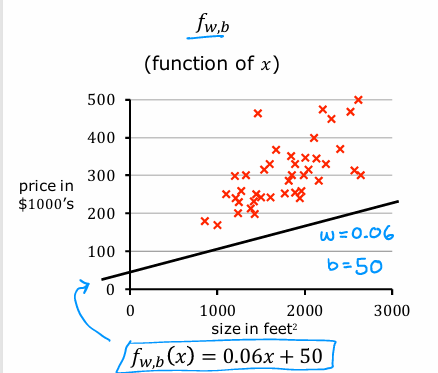 f_{w,b}
(function of x)
500
400
300
200
100
0
price in
$1000's
w=0.06
b=50
0 1000 2000 3000
size in feet²
f_{w,b}(x) = 0.06x + 50